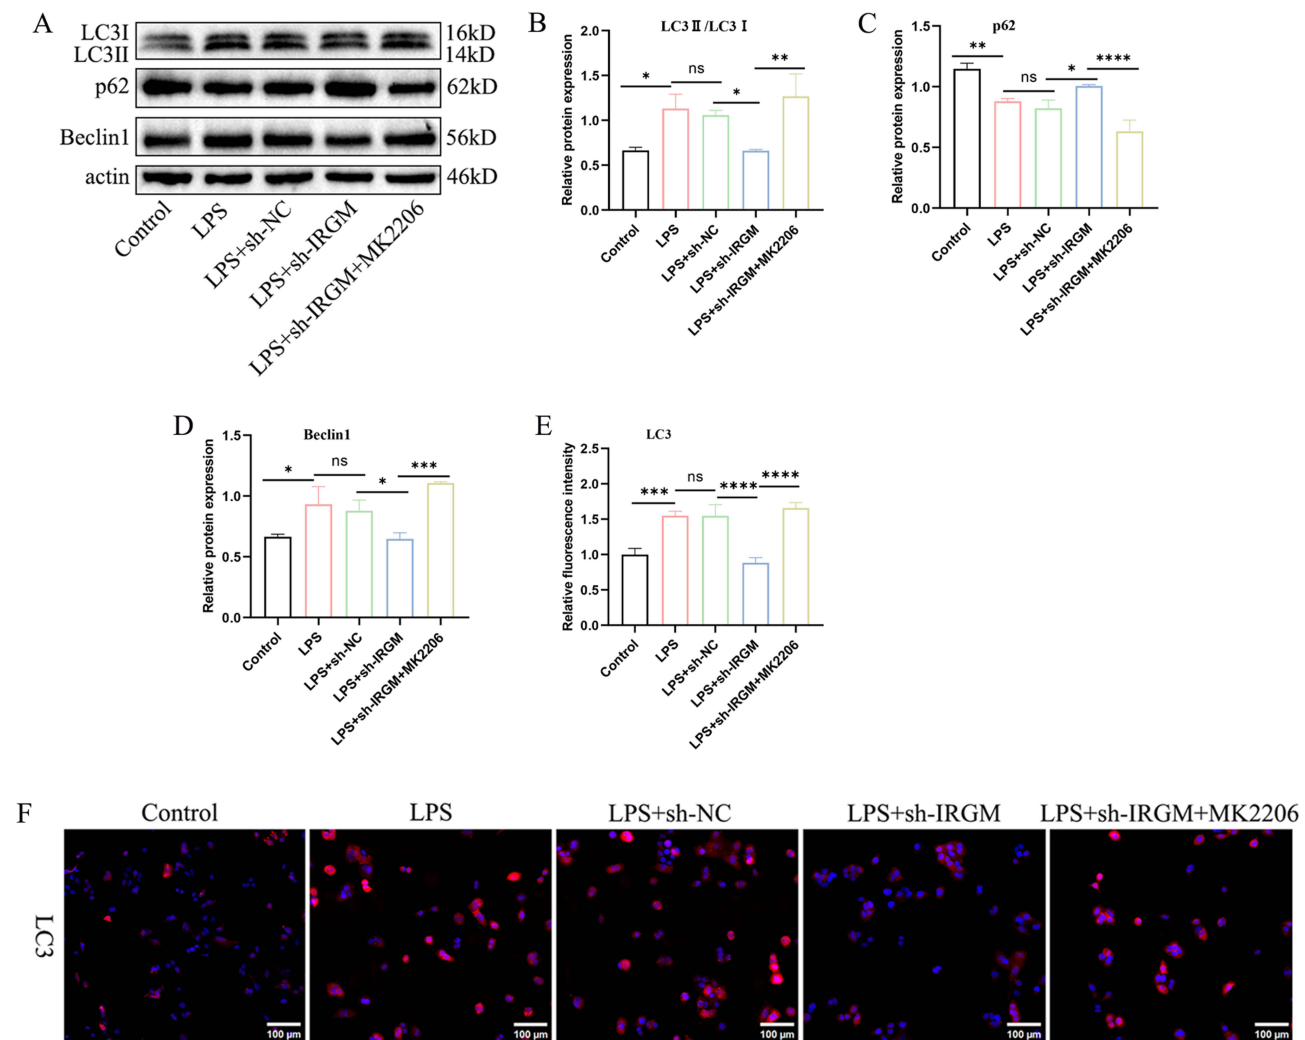 A
LC3I
LC3II
p62
Beclin1
actin
16kD
14kD
62kD
56kD
46kD
Control
LPS
LPS+sh-NC
LPS+sh-IRGM
LPS+sh-IRGM+MK2206
B
LC3Ⅱ/LC3Ⅰ
Relative protein expression
2.0
1.5
1.0
0.5
0.0
*
ns
*
**
Control
LPS
LPS+sh-NC
LPS+sh-IRGM
LPS+sh-IRGM+MK2206
C
p62
Relative protein expression
1.5
1.0
0.5
0.0
**
ns
*
****
Control
LPS
LPS+sh-NC
LPS+sh-IRGM
LPS+sh-IRGM+MK2206
D
Beclin1
Relative protein expression
1.5
1.0
0.5
0.0
*
ns
*
***
Control
LPS
LPS+sh-NC
LPS+sh-IRGM
LPS+sh-IRGM+MK2206
E
LC3
Relative fluorescence intensity
2.5
2.0
1.5
1.0
0.5
0.0
***
ns
****
****
Control
LPS
LPS+sh-NC
LPS+sh-IRGM
LPS+sh-IRGM+MK2206
F
Control
LPS
LPS+sh-NC
LPS+sh-IRGM
LPS+sh-IRGM+MK2206
LC3
100 μm
100 μm
100 μm
100 μm
100 μm